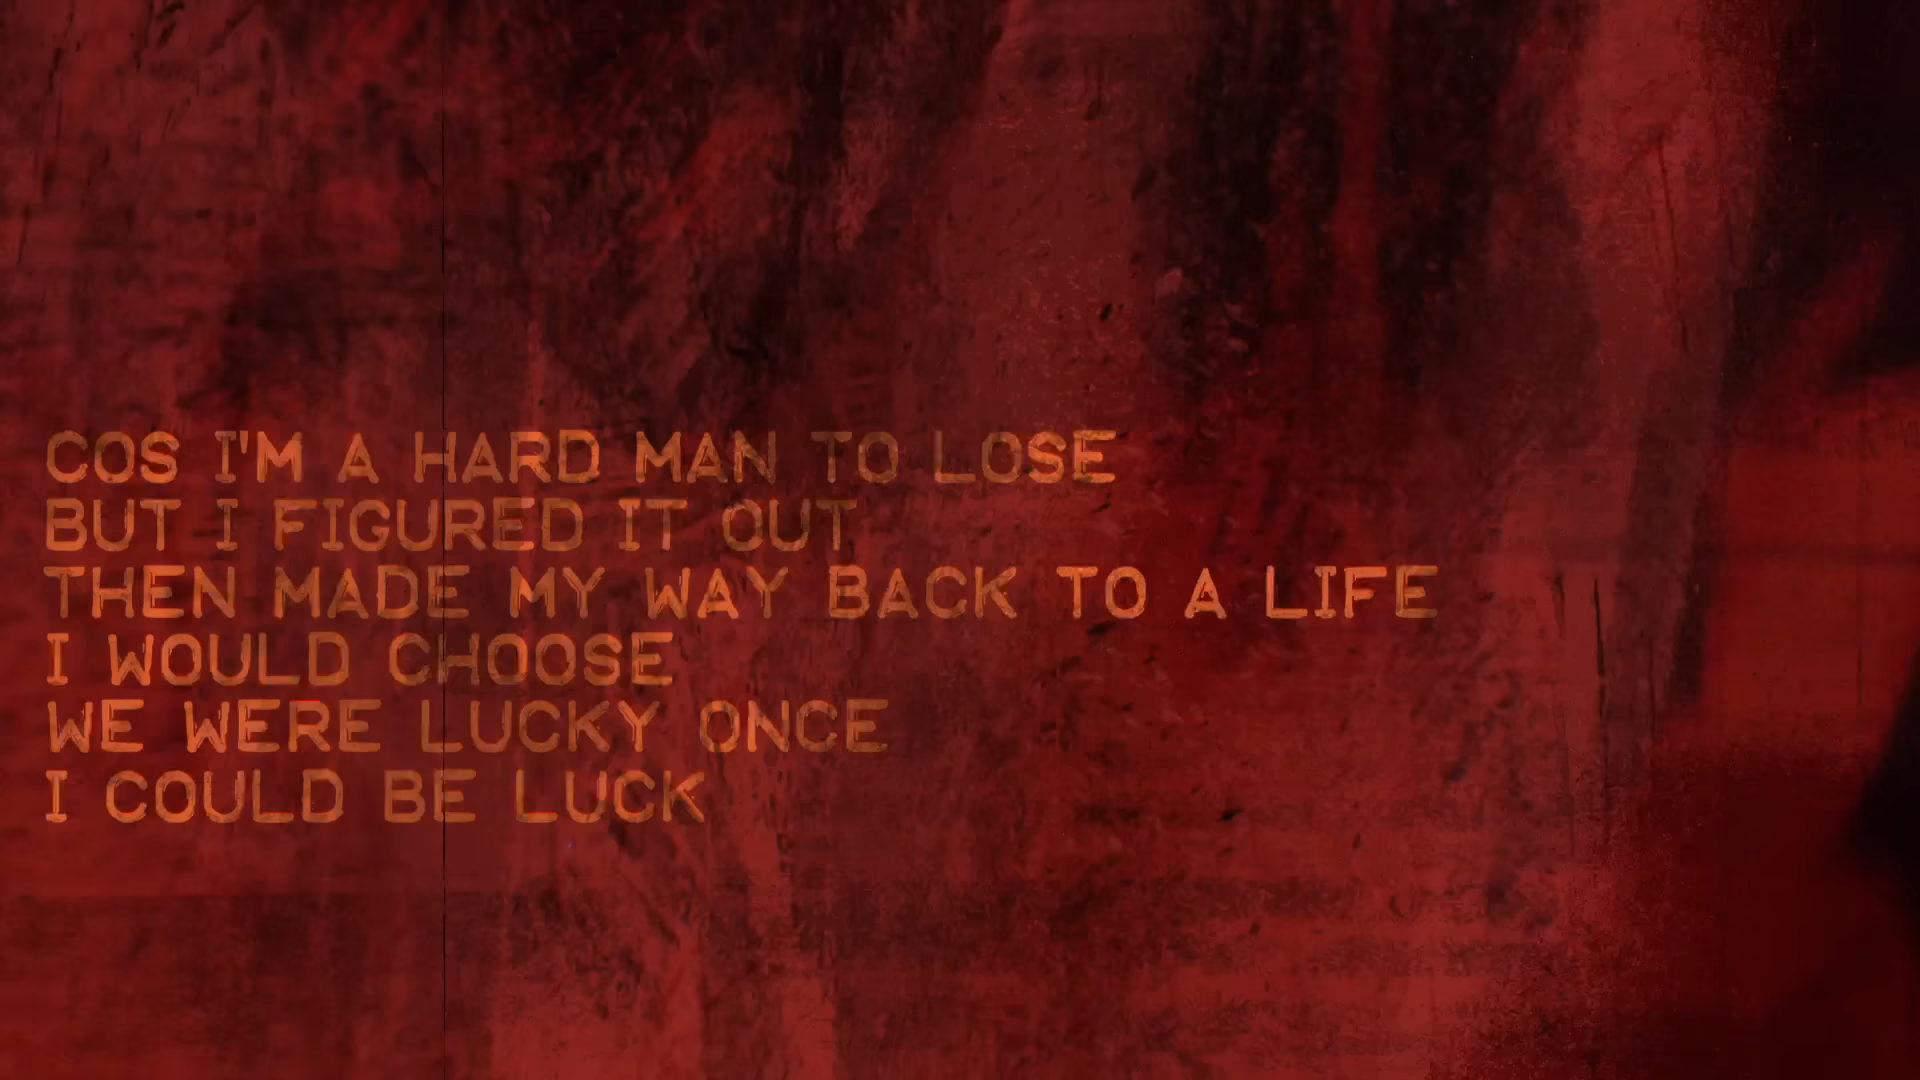 COS I'M A HARD MAN TO LOSE
BUT I FIGURED IT OUT
THEN MADE MY WAY BACK TO A LIFE
I WOULD CHOOSE
WE WERE LUCKY ONCE
I COULD BE LUCK